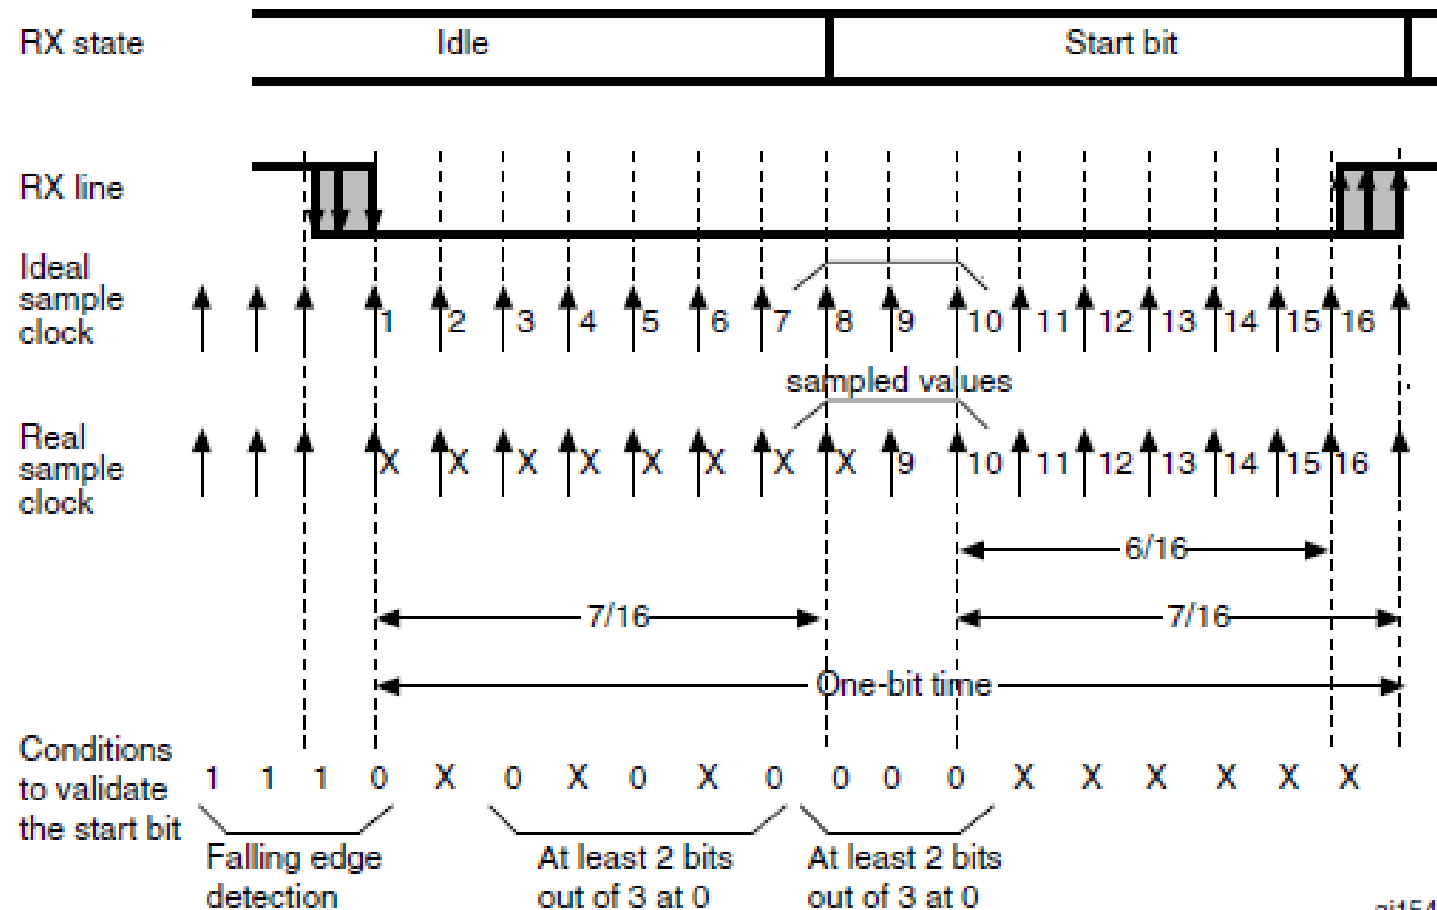 RX state Idle Start bit
RX line
Ideal
sample
clock
1 2 3 4 5 6 7 8 9 10 11 12 13 14 15 16
sampled values
Real
sample
clock
X X X X X X X X 9 10 11 12 13 14 15 16
6/16
7/16 7/16
One-bit time
Conditions
to validate
the start bit
1 1 1 0 X 0 X 0 X 0 0 0 0 X X X X X X
Falling edge
detection
At least 2 bits
out of 3 at 0
At least 2 bits
out of 3 at 0